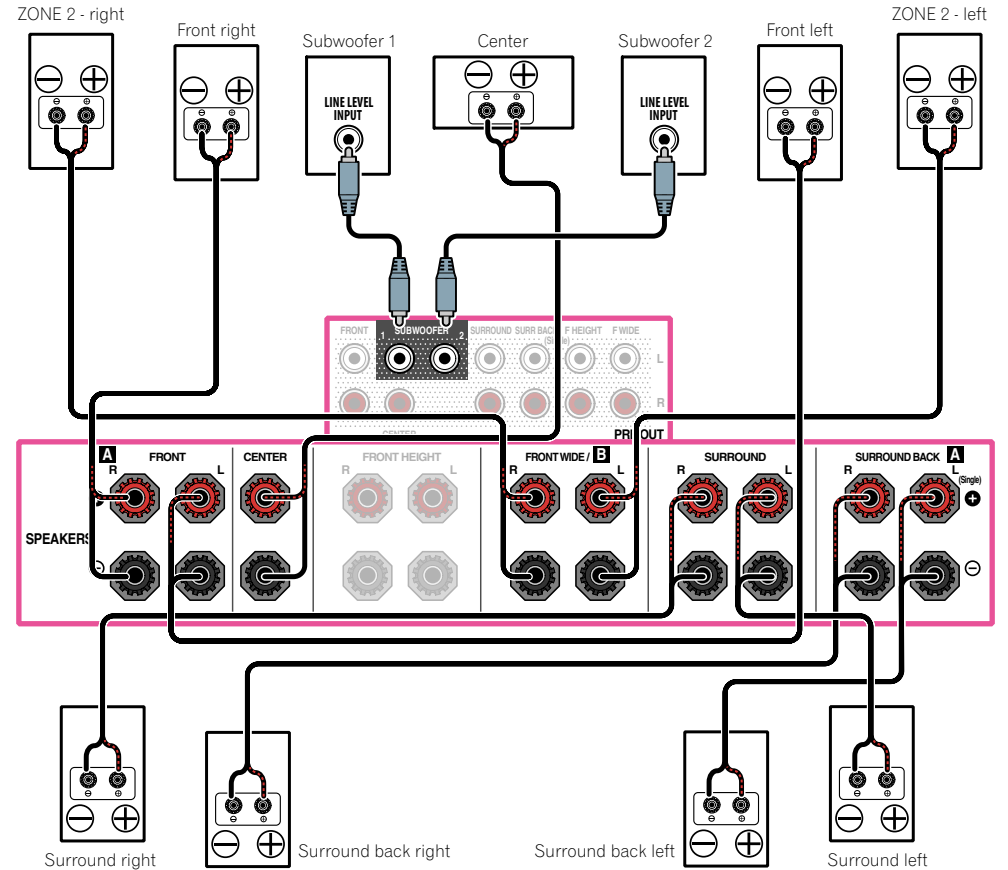 ZONE 2 - right
Front right
Subwoofer 1
Center
Subwoofer 2
Front left
ZONE 2 - left
LINE LEVEL
INPUT
LINE LEVEL
INPUT
FRONT
SUBWOOFER
1
2
SURROUND
SURR BACK
(Single)
F HEIGHT
F WIDE
L
R
CENTER
A
FRONT
R
L
CENTER
FRONT HEIGHT
R
L
FRONT WIDE / B
R
L
SURROUND
R
L
SURROUND BACK A
R
L
(Single)
SPEAKERS
Surround right
Surround back right
Surround back left
Surround left